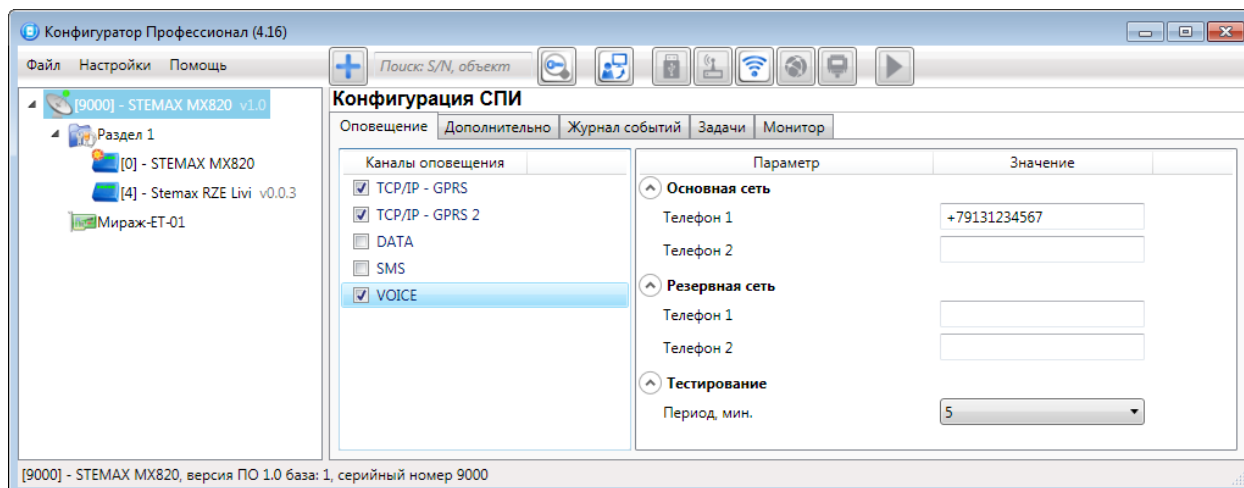 Конфигуратор Профессионал (4.16)
Файл Настройки Помощь
Поиск: S/N, объект
[9000] - STEMAX MX820 v1.0
Раздел 1
[0] - STEMAX MX820
[4] - Stemax RZE Livi v0.0.3
Мираж-ET-01
Конфигурация СПИ
Оповещение Дополнительно Журнал событий Задачи Монитор
Каналы оповещения
TCP/IP - GPRS
TCP/IP - GPRS 2
DATA
SMS
VOICE
Параметр Значение
Основная сеть
Телефон 1 +79131234567
Телефон 2
Резервная сеть
Телефон 1
Телефон 2
Тестирование
Период, мин. 5
[9000] - STEMAX MX820, версия ПО 1.0 база: 1, серийный номер 9000